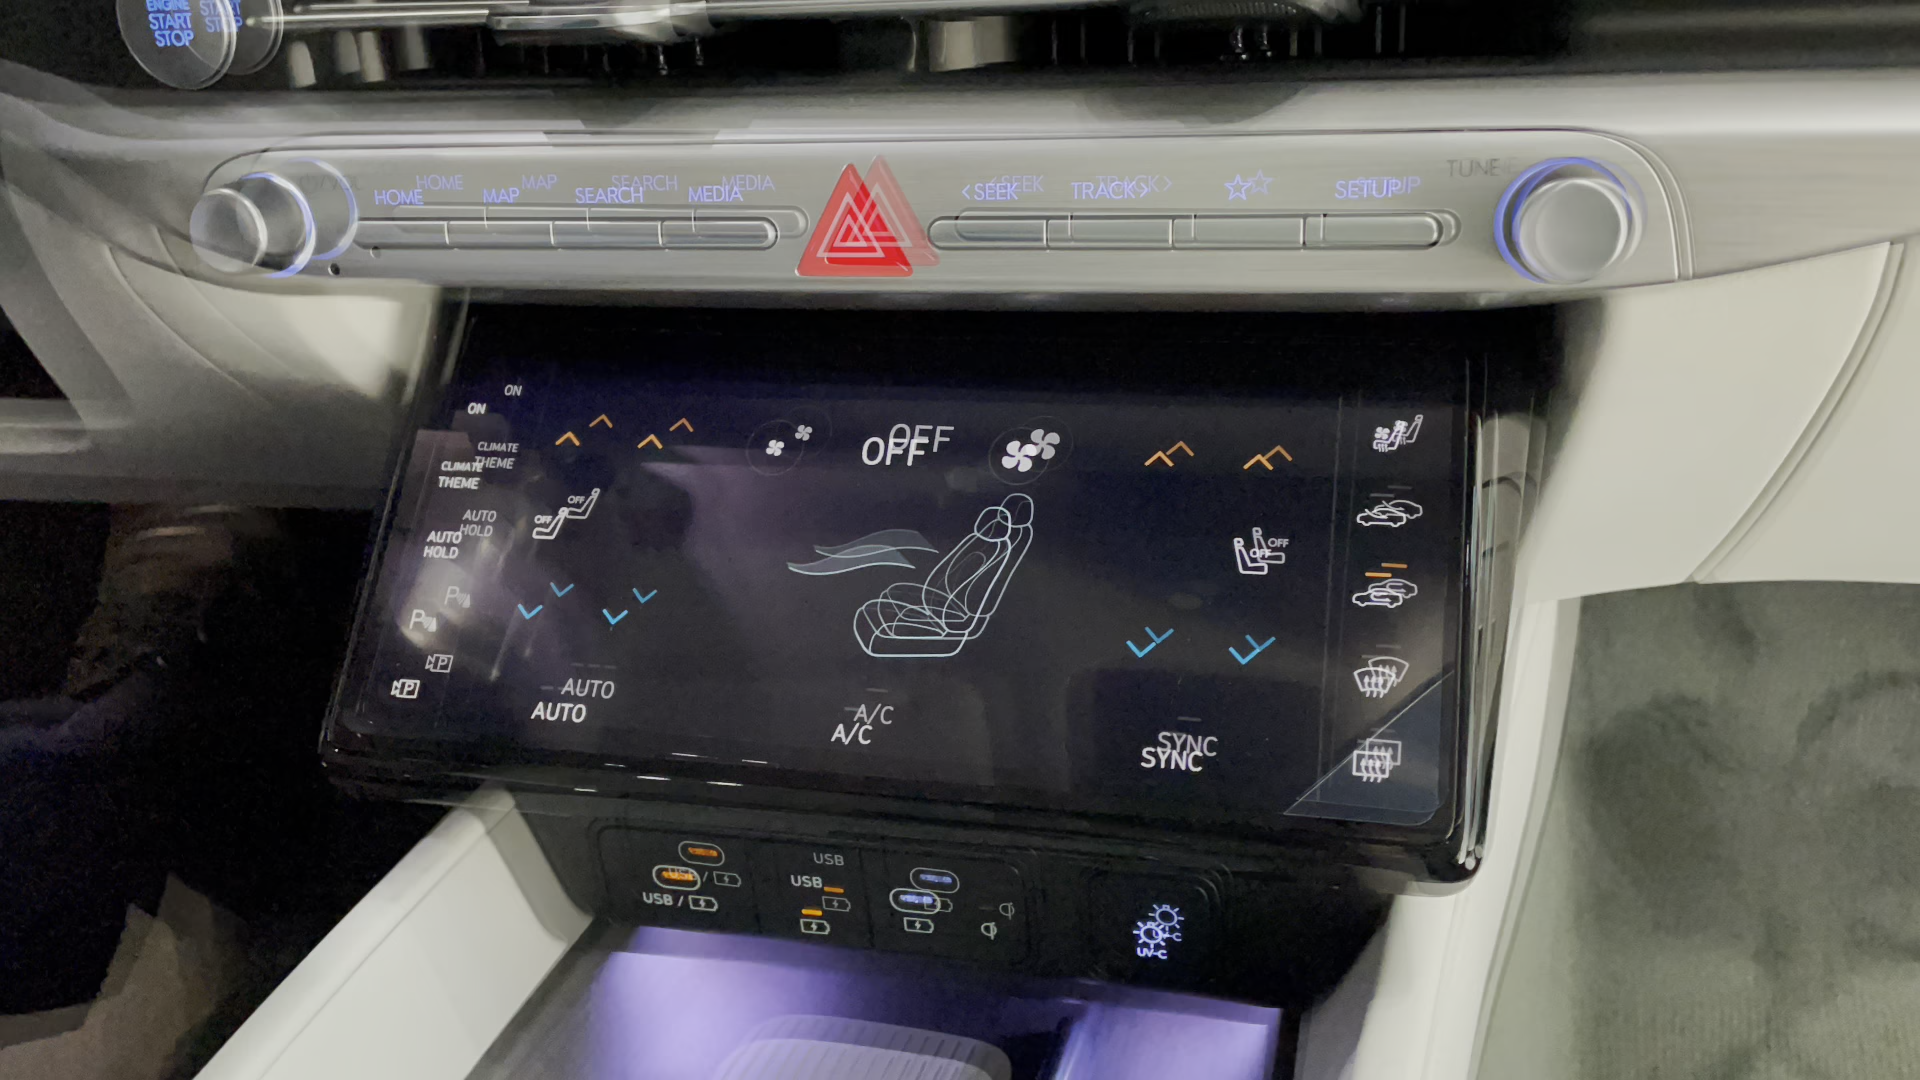 ENGINE
START
STOP
HOME MAP SEARCH MEDIA
<SEEK TRACK> SETUP TUNE
ON
OFF
CLIMATE
THEME
OFF
OFF
AUTO
HOLD
P
P
AUTO
A/C
SYNC
USB /
USB
UV-C